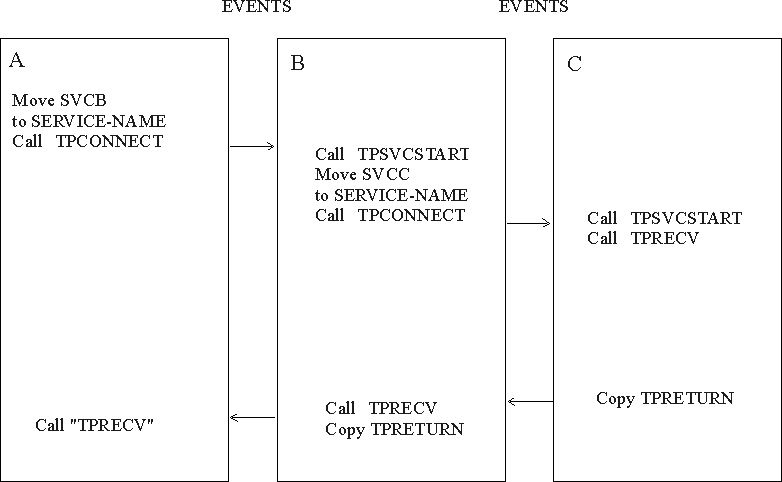 EVENTS
EVENTS
A
Move SVCB
to SERVICE-NAME
Call TPCONNECT
Call "TPRECV"
B
Call TPSVCSTART
Move SVCC
to SERVICE-NAME
Call TPCONNECT
Call TPRECV
Copy TPRETURN
C
Call TPSVCSTART
Call TPRECV
Copy TPRETURN